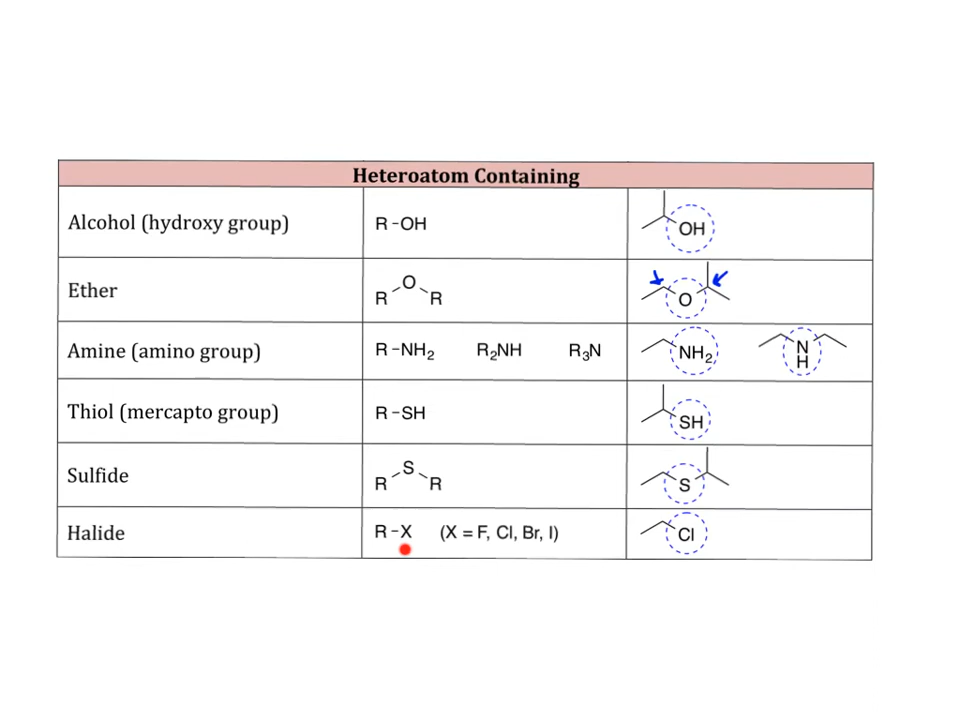 Heteroatom Containing
Alcohol (hydroxy group) R-OH OH
Ether R O R O
Amine (amino group) R-NH₂ R₂NH R₃N NH₂ N H
Thiol (mercapto group) R-SH SH
Sulfide R S R S
Halide R-X (X = F, Cl, Br, I) Cl